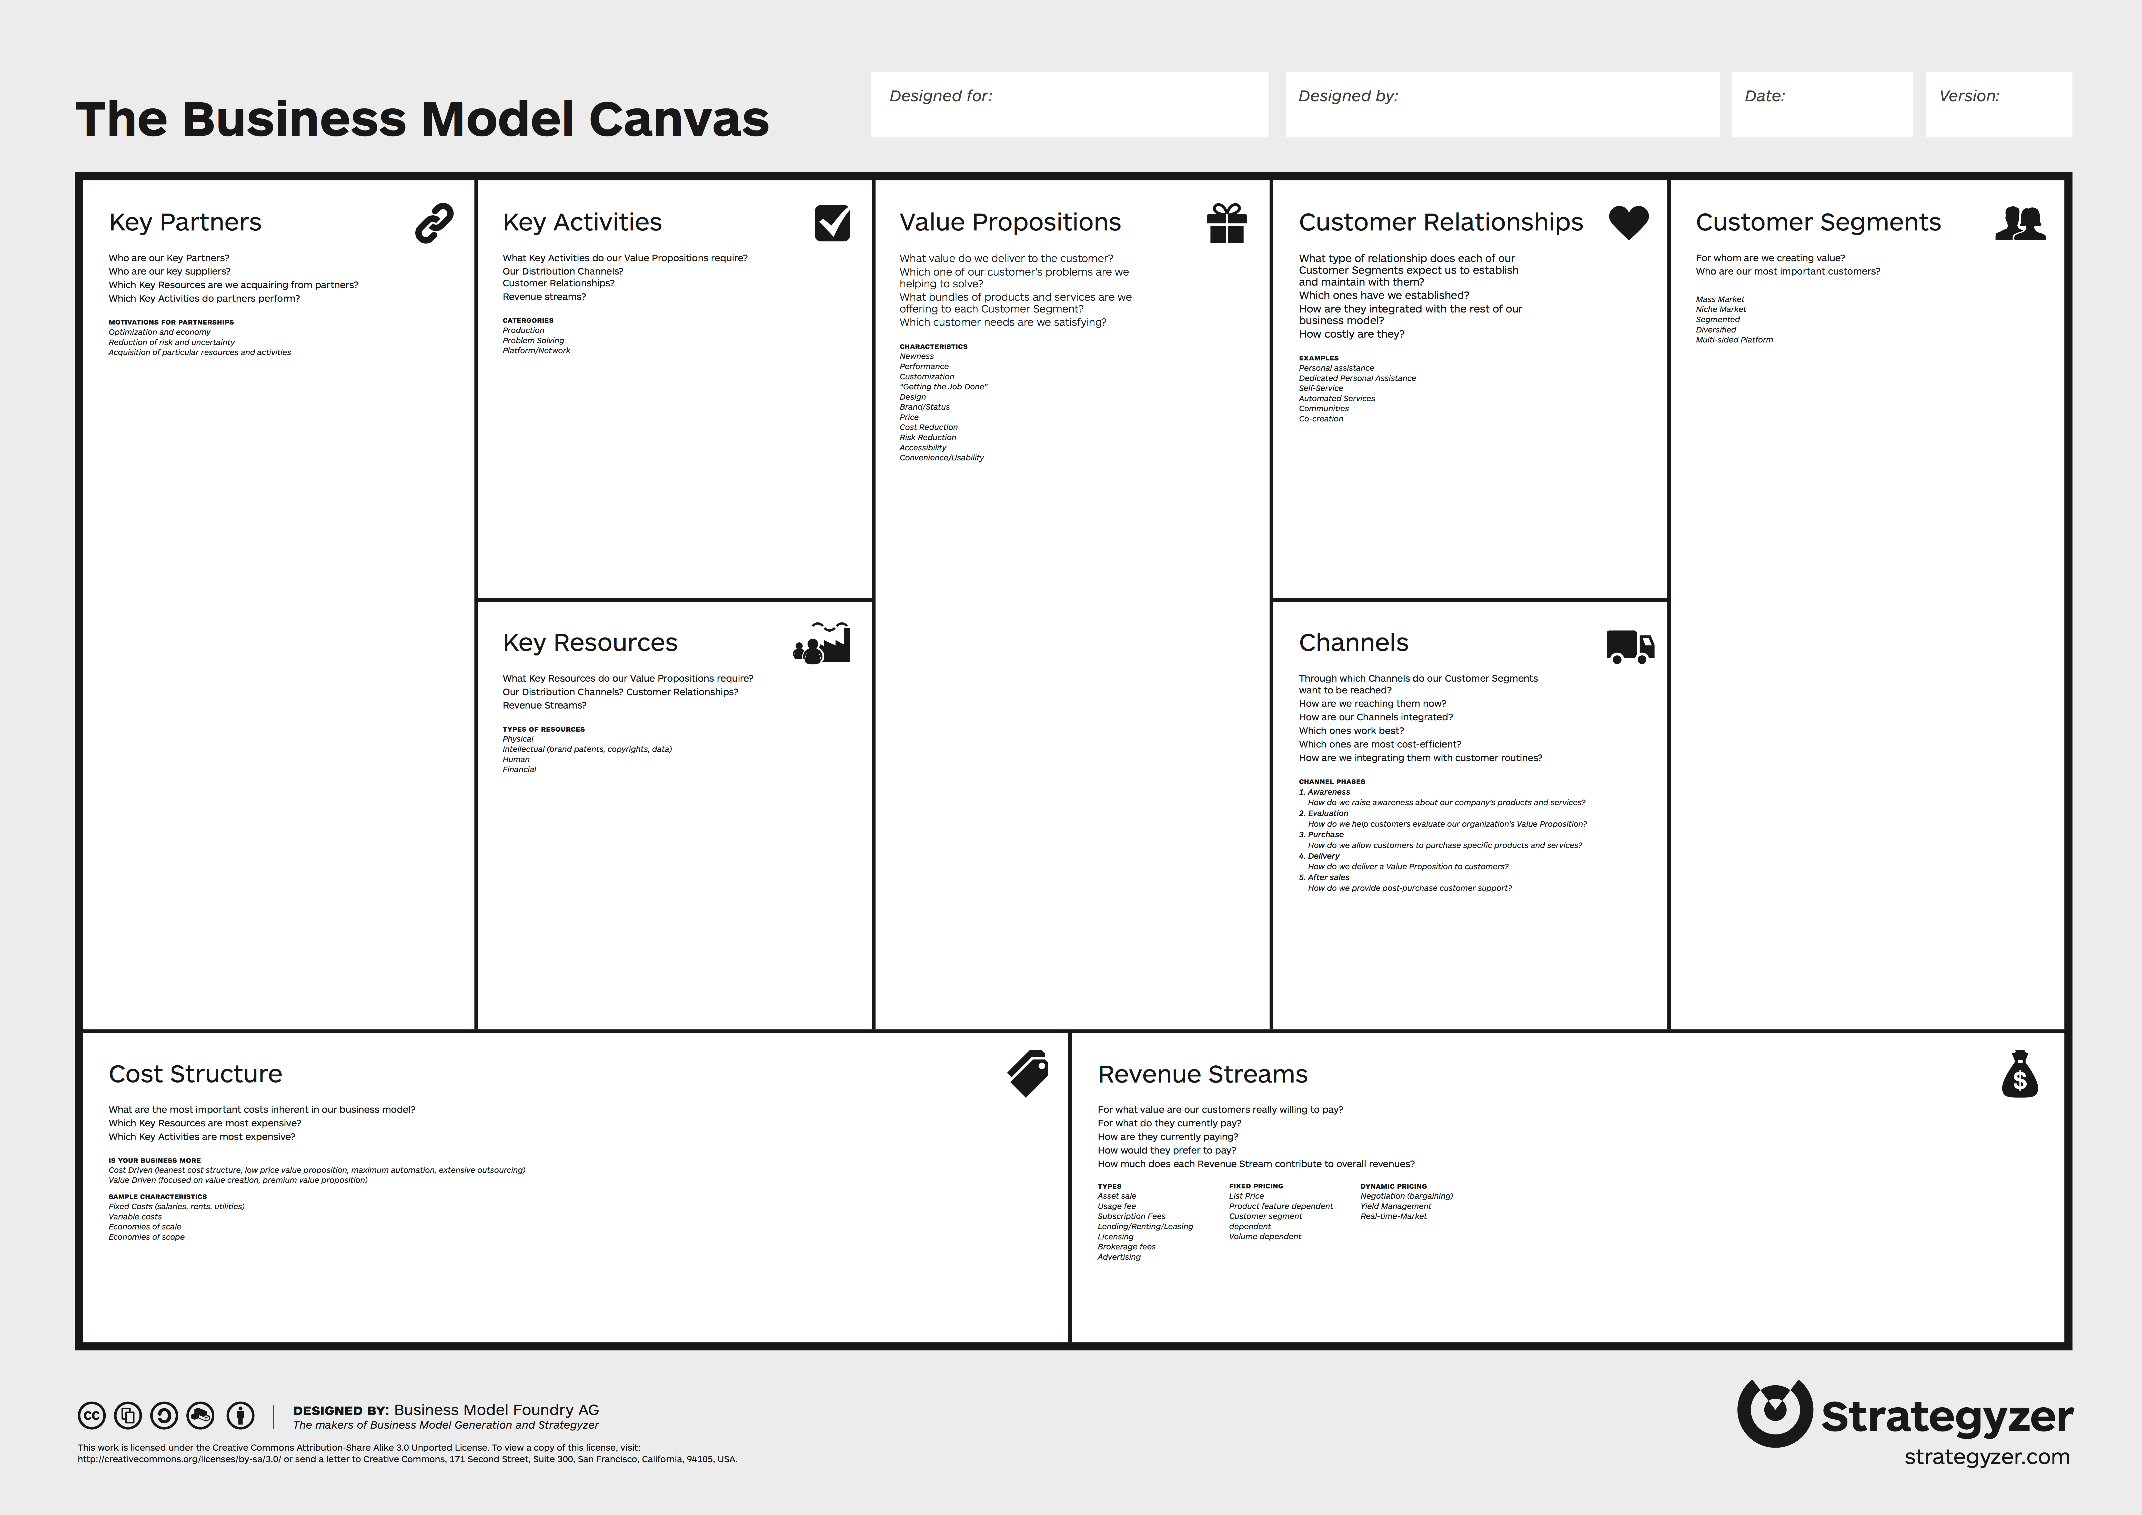 The Business Model Canvas
Designed for:
Designed by:
Date:
Version:
Key Partners
Who are our Key Partners?
Who are our key suppliers?
Which Key Resources are we acquairing from partners?
Which Key Activities do partners perform?
MOTIVATIONS FOR PARTNERSHIPS
Optimization and economy
Reduction of risk and uncertainty
Acquisition of particular resources and activities
Key Activities
What Key Activities do our Value Propositions require?
Our Distribution Channels?
Customer Relationships?
Revenue streams?
CATERGORIES
Production
Problem Solving
Platform/Network
Key Resources
What Key Resources do our Value Propositions require?
Our Distribution Channels? Customer Relationships?
Revenue Streams?
TYPES OF RESOURCES
Physical
Intellectual (brand patents, copyrights, data)
Human
Financial
Value Propositions
What value do we deliver to the customer?
Which one of our customer's problems are we
helping to solve?
What bundles of products and services are we
offering to each Customer Segment?
Which customer needs are we satisfying?
CHARACTERISTICS
Newness
Performance
Customization
"Getting the Job Done"
Design
Brand/Status
Price
Cost Reduction
Risk Reduction
Accessibility
Convenience/Usability
Customer Relationships
What type of relationship does each of our
Customer Segments expect us to establish
and maintain with them?
Which ones have we established?
How are they integrated with the rest of our
business model?
How costly are they?
EXAMPLES
Personal assistance
Dedicated Personal Assistance
Self-Service
Automated Services
Communities
Co-creation
Channels
Through which Channels do our Customer Segments
want to be reached?
How are we reaching them now?
How are our Channels integrated?
Which ones work best?
Which ones are most cost-efficient?
How are we integrating them with customer routines?
CHANNEL PHASES
1. Awareness
How do we raise awareness about our company's products and services?
2. Evaluation
How do we help customers evaluate our organization's Value Proposition?
3. Purchase
How do we allow customers to purchase specific products and services?
4. Delivery
How do we deliver a Value Proposition to customers?
5. After sales
How do we provide post-purchase customer support?
Customer Segments
For whom are we creating value?
Who are our most important customers?
Mass Market
Niche Market
Segmented
Diversified
Multi-sided Platform
Cost Structure
What are the most important costs inherent in our business model?
Which Key Resources are most expensive?
Which Key Activities are most expensive?
IS YOUR BUSINESS MORE
Cost Driven (leanest cost structure, low price value proposition, maximum automation, extensive outsourcing)
Value Driven (focused on value creation, premium value proposition)
SAMPLE CHARACTERISTICS
Fixed Costs (salaries, rents, utilities)
Variable costs
Economies of scale
Economies of scope
Revenue Streams
$
For what value are our customers really willing to pay?
For what do they currently pay?
How are they currently paying?
How would they prefer to pay?
How much does each Revenue Stream contribute to overall revenues?
TYPES
Asset sale
Usage fee
Subscription Fees
Lending/Renting/Leasing
Licensing
Brokerage fees
Advertising
FIXED PRICING
List Price
Product feature dependent
Customer segment
dependent
Volume dependent
DYNAMIC PRICING
Negotiation (bargaining)
Yield Management
Real-time-Market
cc
DESIGNED BY: Business Model Foundry AG
The makers of Business Model Generation and Strategyzer
This work is licensed under the Creative Commons Attribution-Share Alike 3.0 Unported License. To view a copy of this license, visit:
http://creativecommons.org/licenses/by-sa/3.0/ or send a letter to Creative Commons, 171 Second Street, Suite 300, San Francisco, California, 94105, USA.
Strategyzer
strategyzer.com